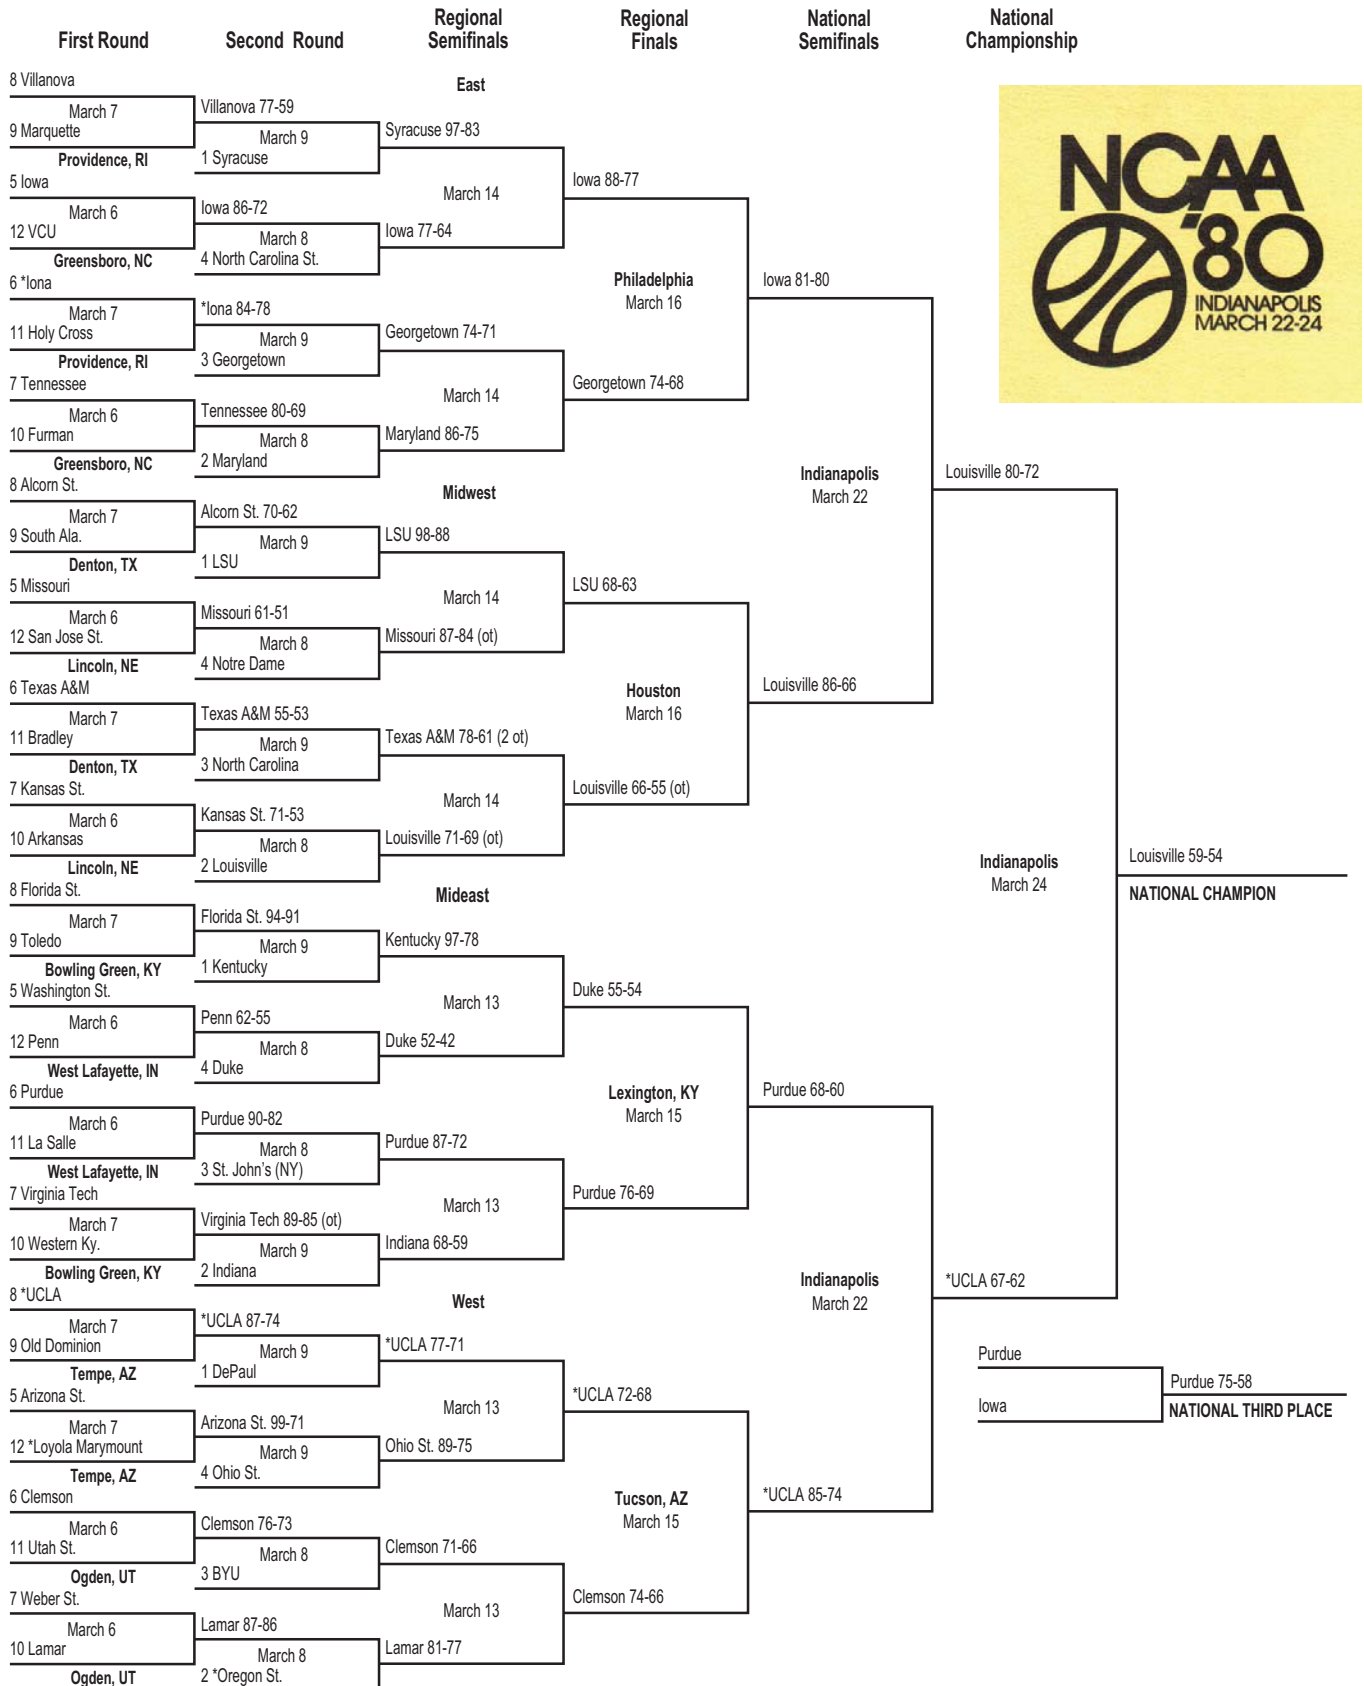 First Round
Second Round
Regional
Semifinals
Regional
Finals
National
Semifinals
National
Championship
8 Villanova
March 7
9 Marquette
Providence, RI
5 Iowa
March 6
12 VCU
Greensboro, NC
6 *Iona
March 7
11 Holy Cross
Providence, RI
7 Tennessee
March 6
10 Furman
Greensboro, NC
8 Alcorn St.
March 7
9 South Ala.
Denton, TX
5 Missouri
March 6
12 San Jose St.
Lincoln, NE
6 Texas A&M
March 7
11 Bradley
Denton, TX
7 Kansas St.
March 6
10 Arkansas
Lincoln, NE
8 Florida St.
March 7
9 Toledo
Bowling Green, KY
5 Washington St.
March 6
12 Penn
West Lafayette, IN
6 Purdue
March 6
11 La Salle
West Lafayette, IN
7 Virginia Tech
March 7
10 Western Ky.
Bowling Green, KY
8 *UCLA
March 7
9 Old Dominion
Tempe, AZ
5 Arizona St.
March 7
12 *Loyola Marymount
Tempe, AZ
6 Clemson
March 6
11 Utah St.
Ogden, UT
7 Weber St.
March 6
10 Lamar
Ogden, UT
Villanova 77-59
March 9
1 Syracuse
Iowa 86-72
March 8
4 North Carolina St.
*Iona 84-78
March 9
3 Georgetown
Tennessee 80-69
March 8
2 Maryland
Alcorn St. 70-62
March 9
1 LSU
Missouri 61-51
March 8
4 Notre Dame
Texas A&M 55-53
March 9
3 North Carolina
Kansas St. 71-53
March 8
2 Louisville
Florida St. 94-91
March 9
1 Kentucky
Penn 62-55
March 8
4 Duke
Purdue 90-82
March 8
3 St. John's (NY)
Virginia Tech 89-85 (ot)
March 9
2 Indiana
*UCLA 87-74
March 9
1 DePaul
Arizona St. 99-71
March 9
4 Ohio St.
Clemson 76-73
March 8
3 BYU
Lamar 87-86
March 8
2 *Oregon St.
East
Syracuse 97-83
March 14
Iowa 77-64
Georgetown 74-71
March 14
Maryland 86-75
Midwest
LSU 98-88
March 14
Missouri 87-84 (ot)
Texas A&M 78-61 (2 ot)
March 14
Louisville 71-69 (ot)
Mideast
Kentucky 97-78
March 13
Duke 52-42
Purdue 87-72
March 13
Indiana 68-59
West
*UCLA 77-71
March 13
Ohio St. 89-75
Clemson 71-66
March 13
Lamar 81-77
Iowa 88-77
Philadelphia
March 16
Georgetown 74-68
LSU 68-63
Houston
March 16
Louisville 66-55 (ot)
Duke 55-54
Lexington, KY
March 15
Purdue 76-69
*UCLA 72-68
Tucson, AZ
March 15
Clemson 74-66
Iowa 81-80
Indianapolis
March 22
Louisville 86-66
Purdue 68-60
Indianapolis
March 22
*UCLA 85-74
Louisville 80-72
Indianapolis
March 24
*UCLA 67-62
Louisville 59-54
NATIONAL CHAMPION
Purdue
Iowa
Purdue 75-58
NATIONAL THIRD PLACE
NCAA
'80
INDIANAPOLIS
MARCH 22-24